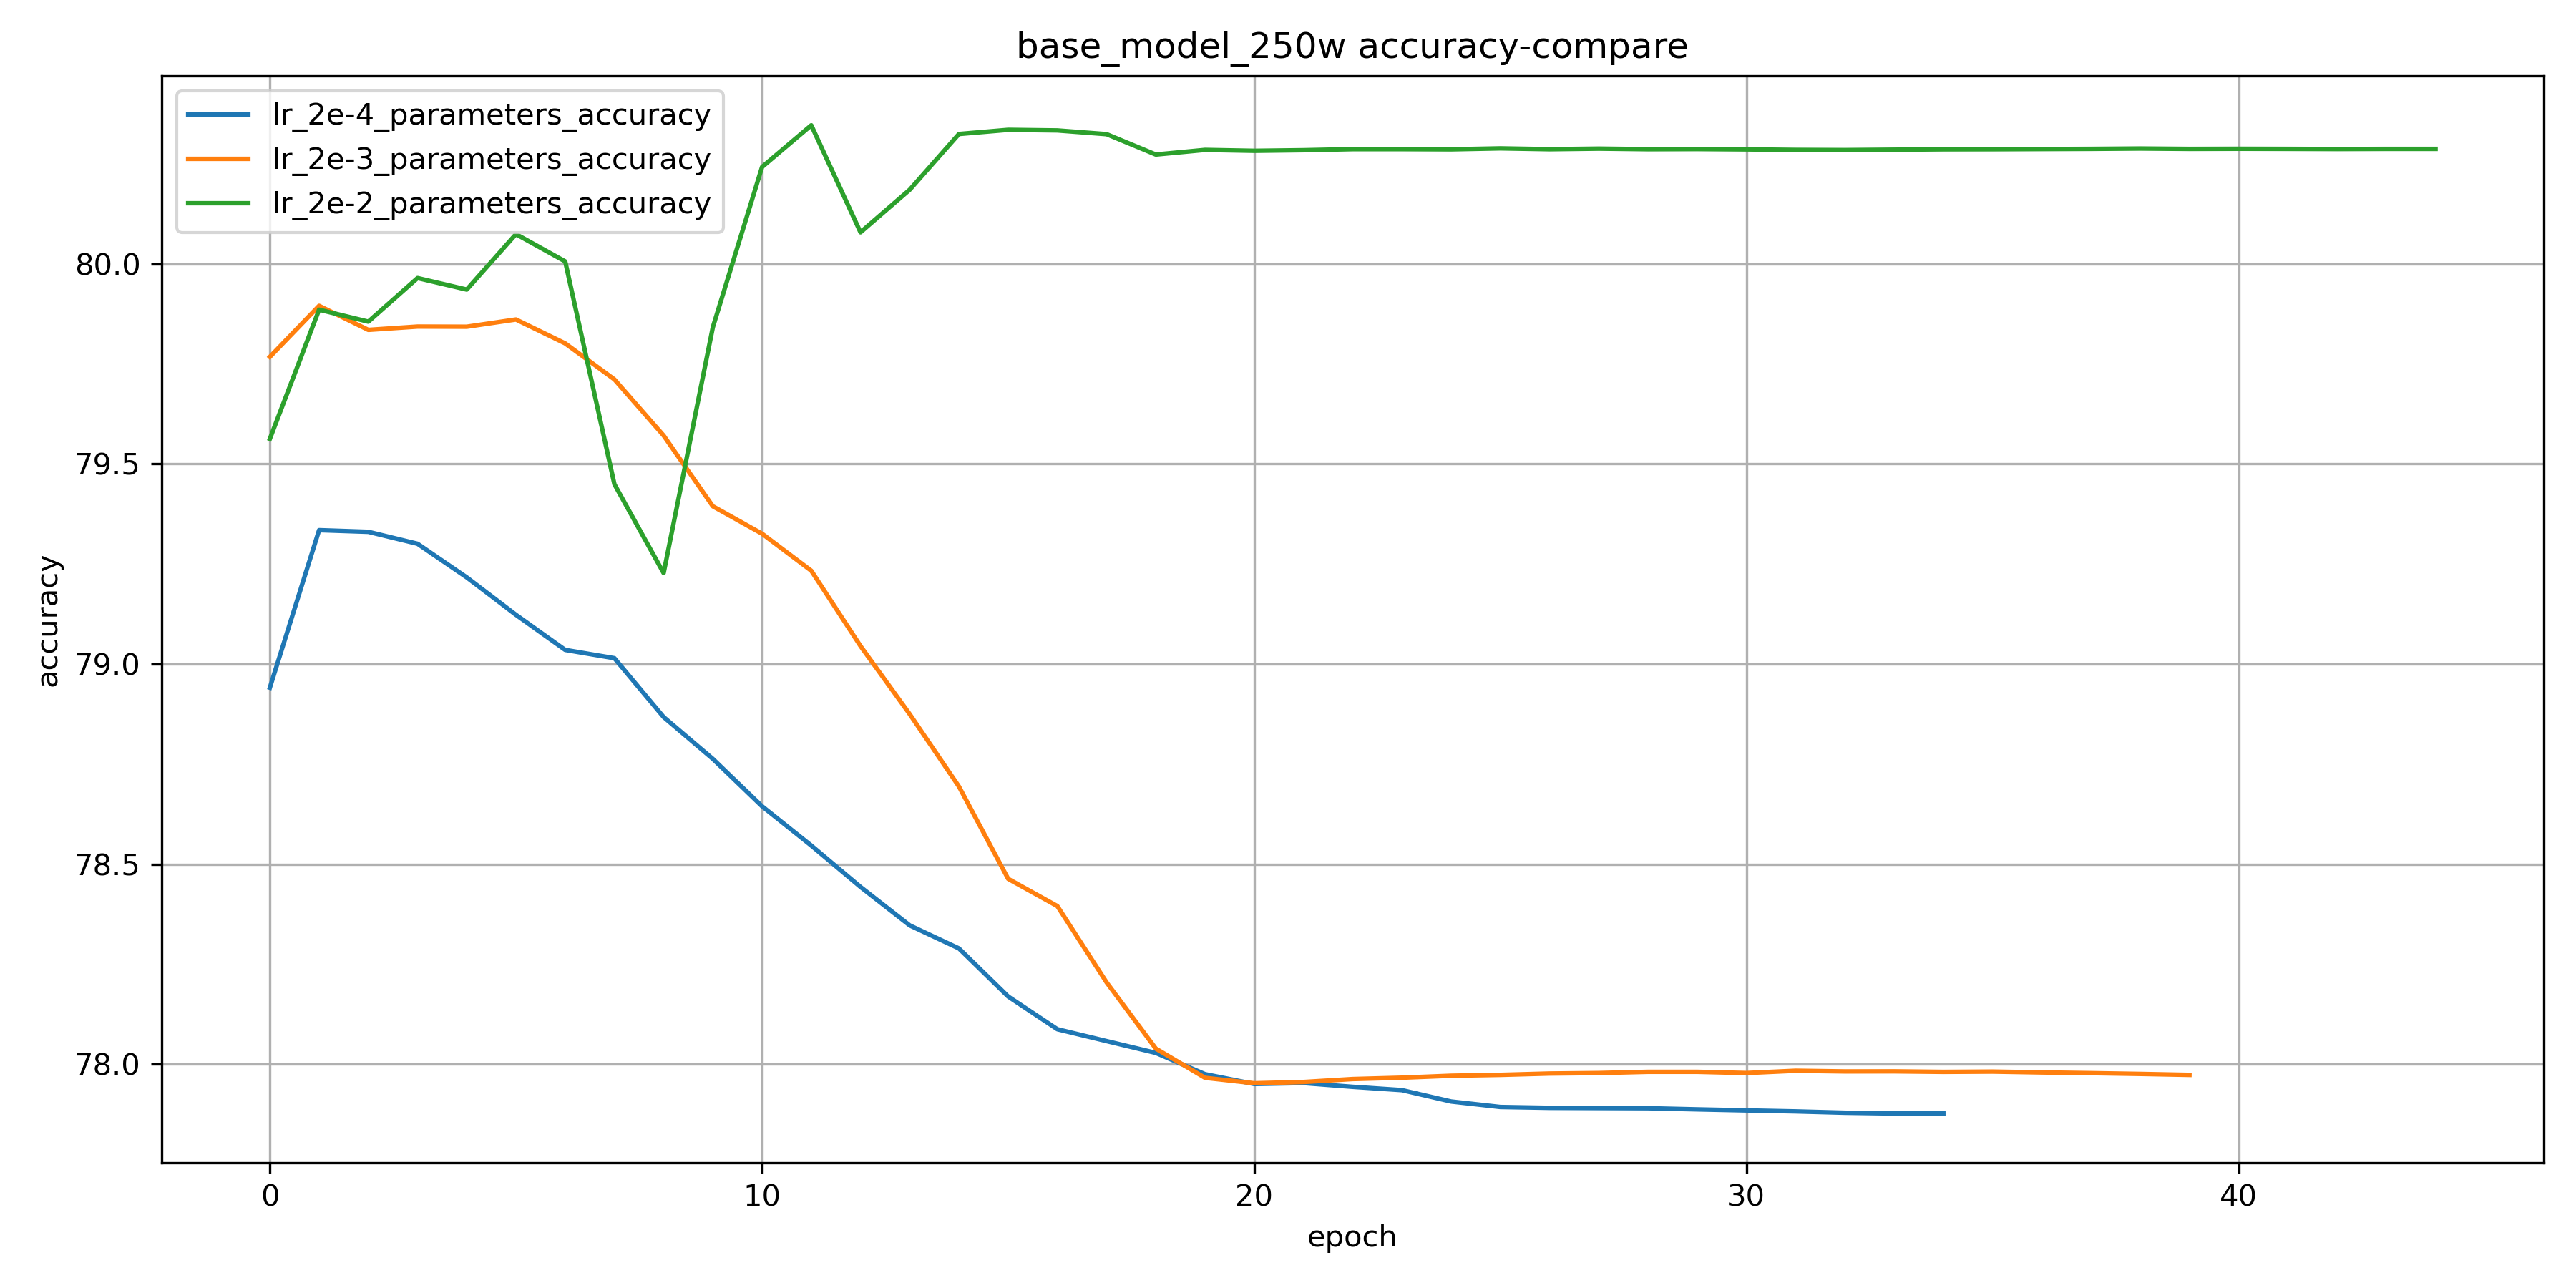 base_model_250w accuracy-compare
lr_2e-4_parameters_accuracy
lr_2e-3_parameters_accuracy
lr_2e-2_parameters_accuracy
80.0
79.5
79.0
78.5
78.0
accuracy
0 10 20 30 40
epoch